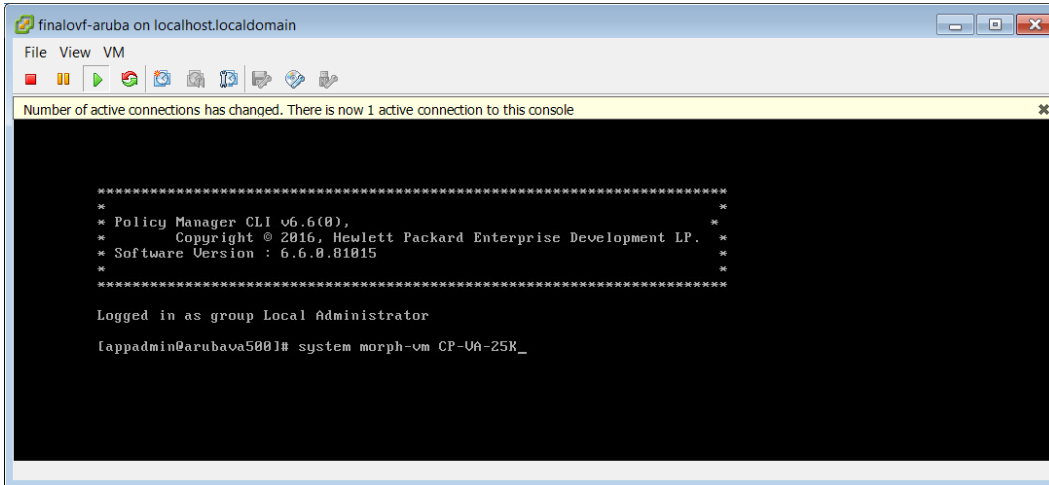 finalovf-aruba on localhost.localdomain
File View VM
Number of active connections has changed. There is now 1 active connection to this console
*************************************************************************
* *
* Policy Manager CLI v6.6(0), *
* Copyright © 2016, Hewlett Packard Enterprise Development LP. *
* Software Version : 6.6.0.81015 *
* *
*************************************************************************
Logged in as group Local Administrator
[appadmin@arubava500]# system morph-vm CP-VA-25K_